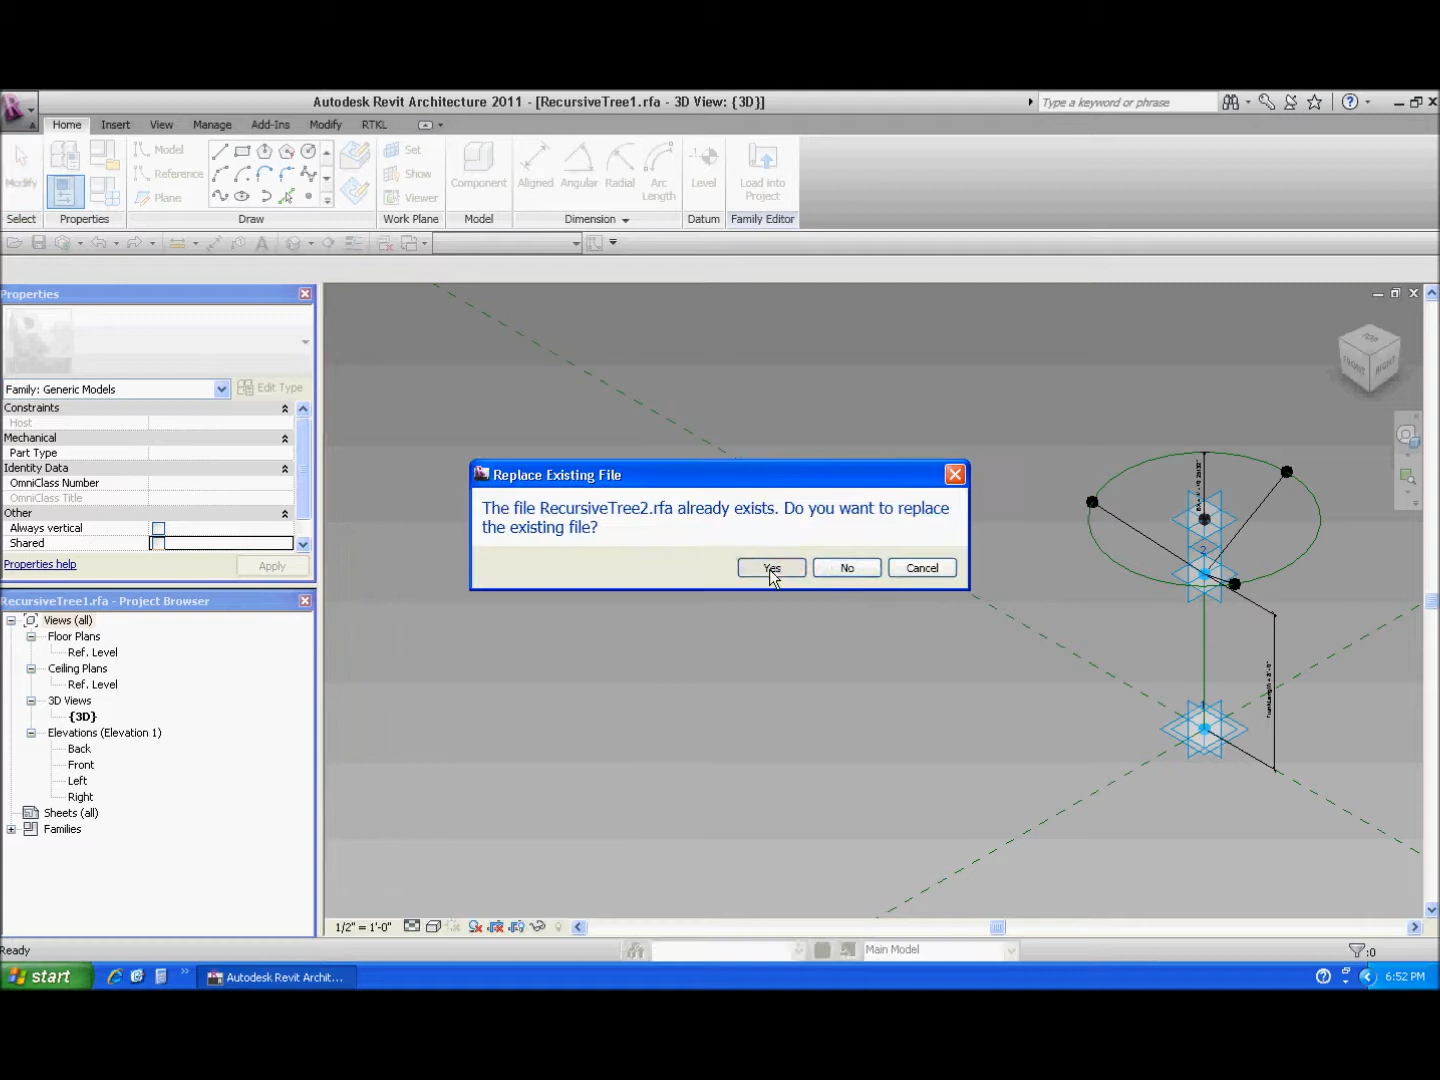 Autodesk Revit Architecture 2011 - [RecursiveTree1.rfa - 3D View: {3D}]
Type a keyword or phrase
Home Insert View Manage Add-Ins Modify RTKL
Model Set
Modify Reference Show Component Aligned Angular Radial Arc Length Level Load into Project
Plane Viewer
Select Properties Draw Work Plane Model Dimension Datum Family Editor
Properties
Family: Generic Models Edit Type
Constraints
Host
Mechanical
Part Type
Identity Data
OmniClass Number
OmniClass Title
Other
Always vertical
Shared
Properties help Apply
RecursiveTree1.rfa - Project Browser
Views (all)
Floor Plans
Ref. Level
Ceiling Plans
Ref. Level
3D Views
{3D}
Elevations (Elevation 1)
Back
Front
Left
Right
Sheets (all)
Families
Replace Existing File
The file RecursiveTree2.rfa already exists. Do you want to replace
the existing file?
Yes No Cancel
TOP
FRONT RIGHT
2
1/2" = 1'-0"
Ready Main Model :0
start Autodesk Revit Archit... 6:52 PM